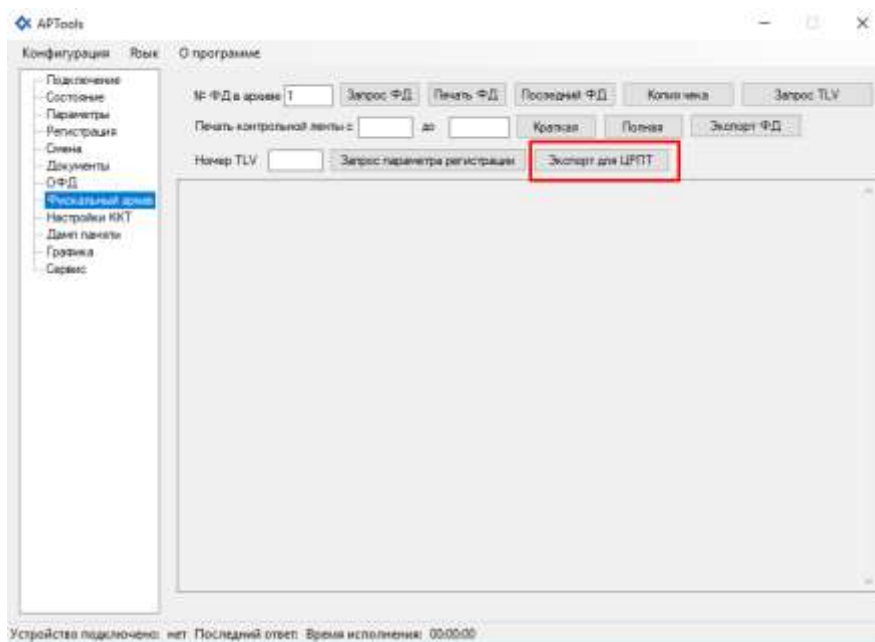 APTools
Конфигурация Язык О программе
Подключение
Состояние
Параметры
Регистрация
Смена
Документы
ОФД
Фискальный архив
Настройки ККТ
Дамп памяти
Графика
Сервис
№ ФД в архиве 1 Запрос ФД Печать ФД Последний ФД Копия чека Запрос TLV
Печать контрольной ленты с до Краткая Полная Экспорт ФД
Номер TLV Запрос параметра регистрации Экспорт для ЦРПТ
Устройство подключено: нет Последний ответ: Время исполнения: 00:00:00